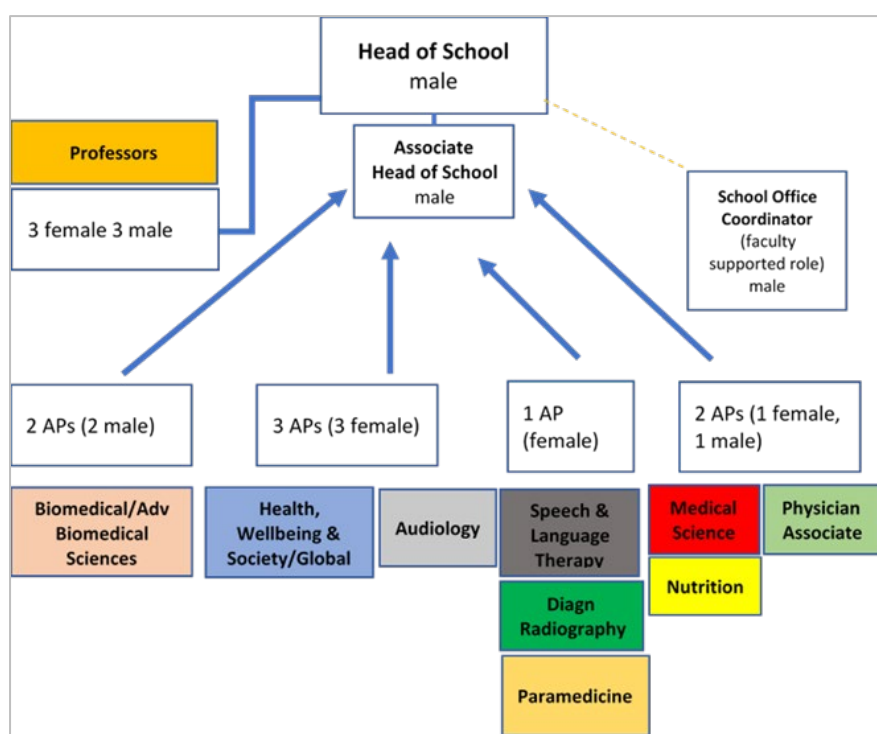 Head of School
male
Professors
3 female 3 male
Associate
Head of School
male
School Office
Coordinator
(faculty
supported role)
male
2 APs (2 male)
3 APs (3 female)
1 AP
(female)
2 APs (1 female,
1 male)
Biomedical/Adv
Biomedical
Sciences
Health,
Wellbeing &
Society/Global
Audiology
Speech &
Language
Therapy
Medical
Science
Physician
Associate
Nutrition
Diagn
Radiography
Paramedicine